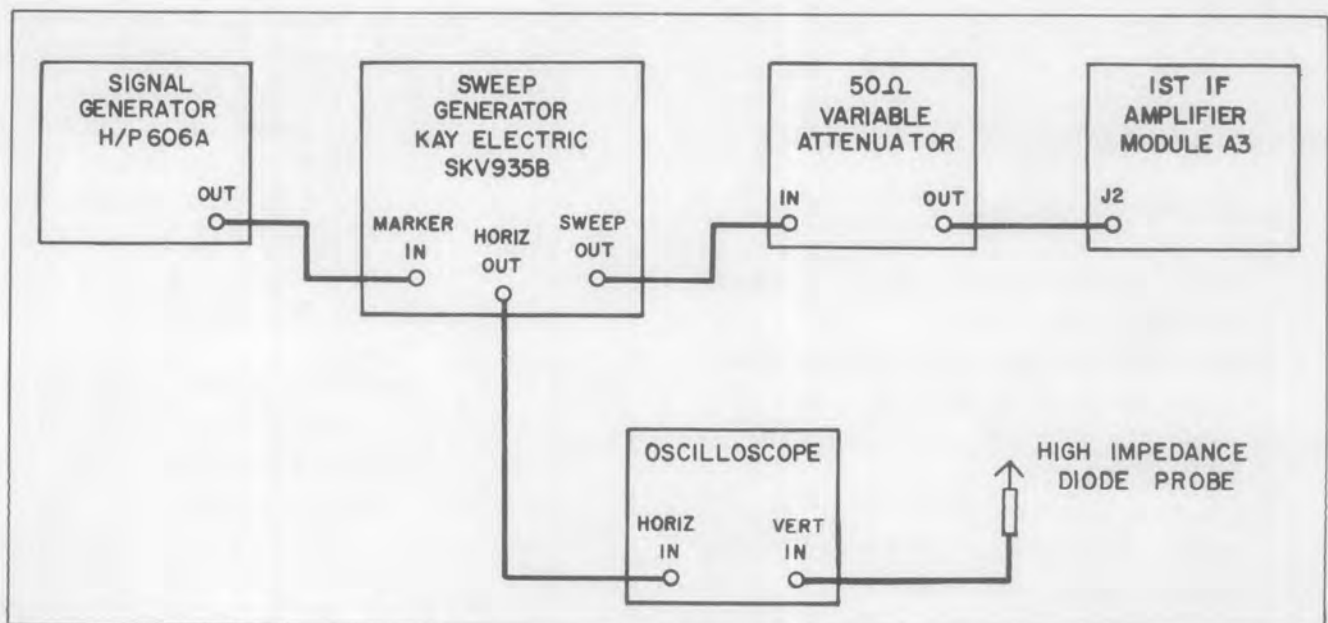 SIGNAL
GENERATOR
H/P 606A
OUT
SWEEP
GENERATOR
KAY ELECTRIC
SKV935B
MARKER
IN
HORIZ
OUT
SWEEP
OUT
50Ω
VARIABLE
ATTENUATOR
IN
OUT
1ST IF
AMPLIFIER
MODULE A3
J2
OSCILLOSCOPE
HORIZ
IN
VERT
IN
HIGH IMPEDANCE
DIODE PROBE